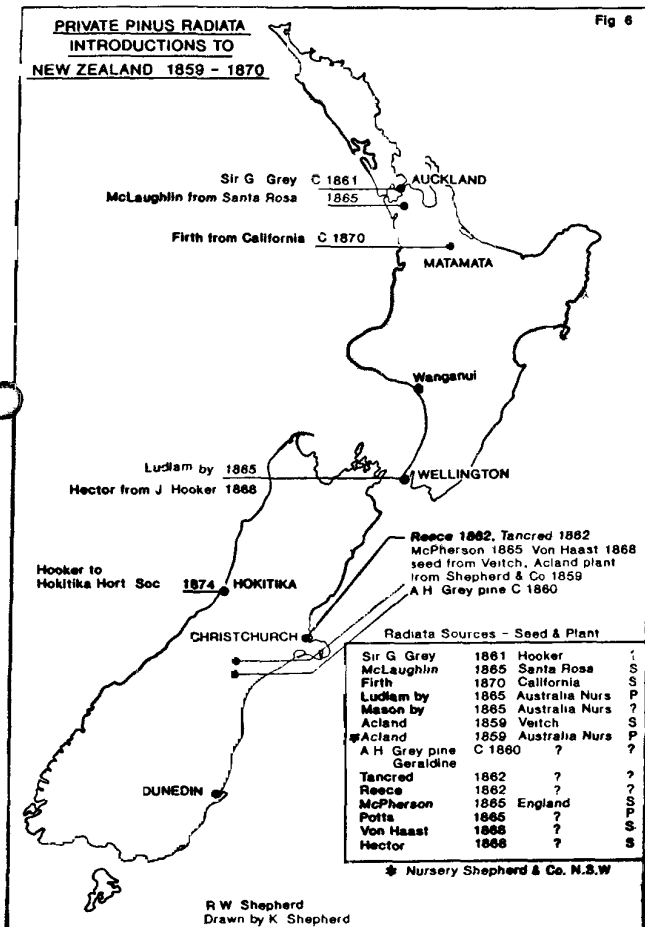 Fig 6
PRIVATE PINUS RADIATA
INTRODUCTIONS TO
NEW ZEALAND 1859 - 1870
Sir G Grey C 1861 AUCKLAND
McLaughlin from Santa Rosa 1865
Firth from California C 1870
MATAMATA
Wanganui
Ludlam by 1865
WELLINGTON
Hector from J Hooker 1868
Reece 1862, Tancred 1862
McPherson 1865 Von Haast 1868
seed from Veitch, Acland plant
from Shepherd & Co 1859
A H Grey pine C 1860
Hooker to
Hokitika Hort Soc 1874 HOKITIKA
CHRISTCHURCH
Radiata Sources - Seed & Plant
Sir G Grey 1861 Hooker
McLaughlin 1865 Santa Rosa S
Firth 1870 California S
Ludlam by 1865 Australia Nurs P
Mason by 1865 Australia Nurs ?
Acland 1859 Veitch S
*Acland 1859 Australia Nurs P
A H Grey pine C 1860 ? ?
Geraldine
Tancred 1862 ? ?
Reece 1862 ? ?
McPherson 1865 England S
Potts 1865 ? P
Von Haast 1868 ? S
Hector 1868 ? S
* Nursery Shepherd & Co. N.S.W
DUNEDIN
R W Shepherd
Drawn by K Shepherd